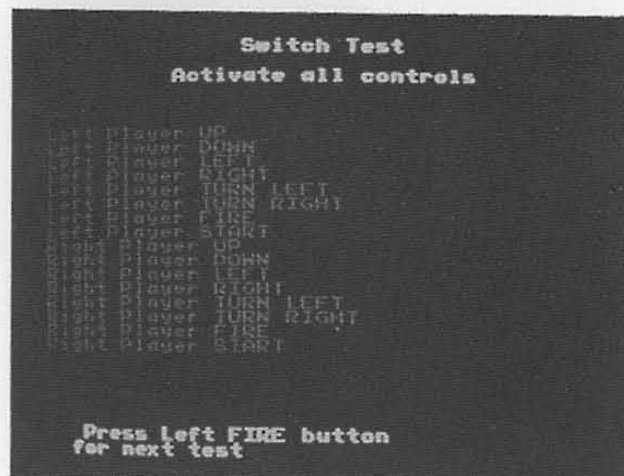 Switch Test
Activate all controls
Left Player UP
Left Player DOWN
Left Player LEFT
Left Player RIGHT
Left Player TURN LEFT
Left Player TURN RIGHT
Left Player FIRE
Left Player START
Right Player UP
Right Player DOWN
Right Player LEFT
Right Player RIGHT
Right Player TURN LEFT
Right Player TURN RIGHT
Right Player FIRE
Right Player START
Press Left FIRE button
for next test